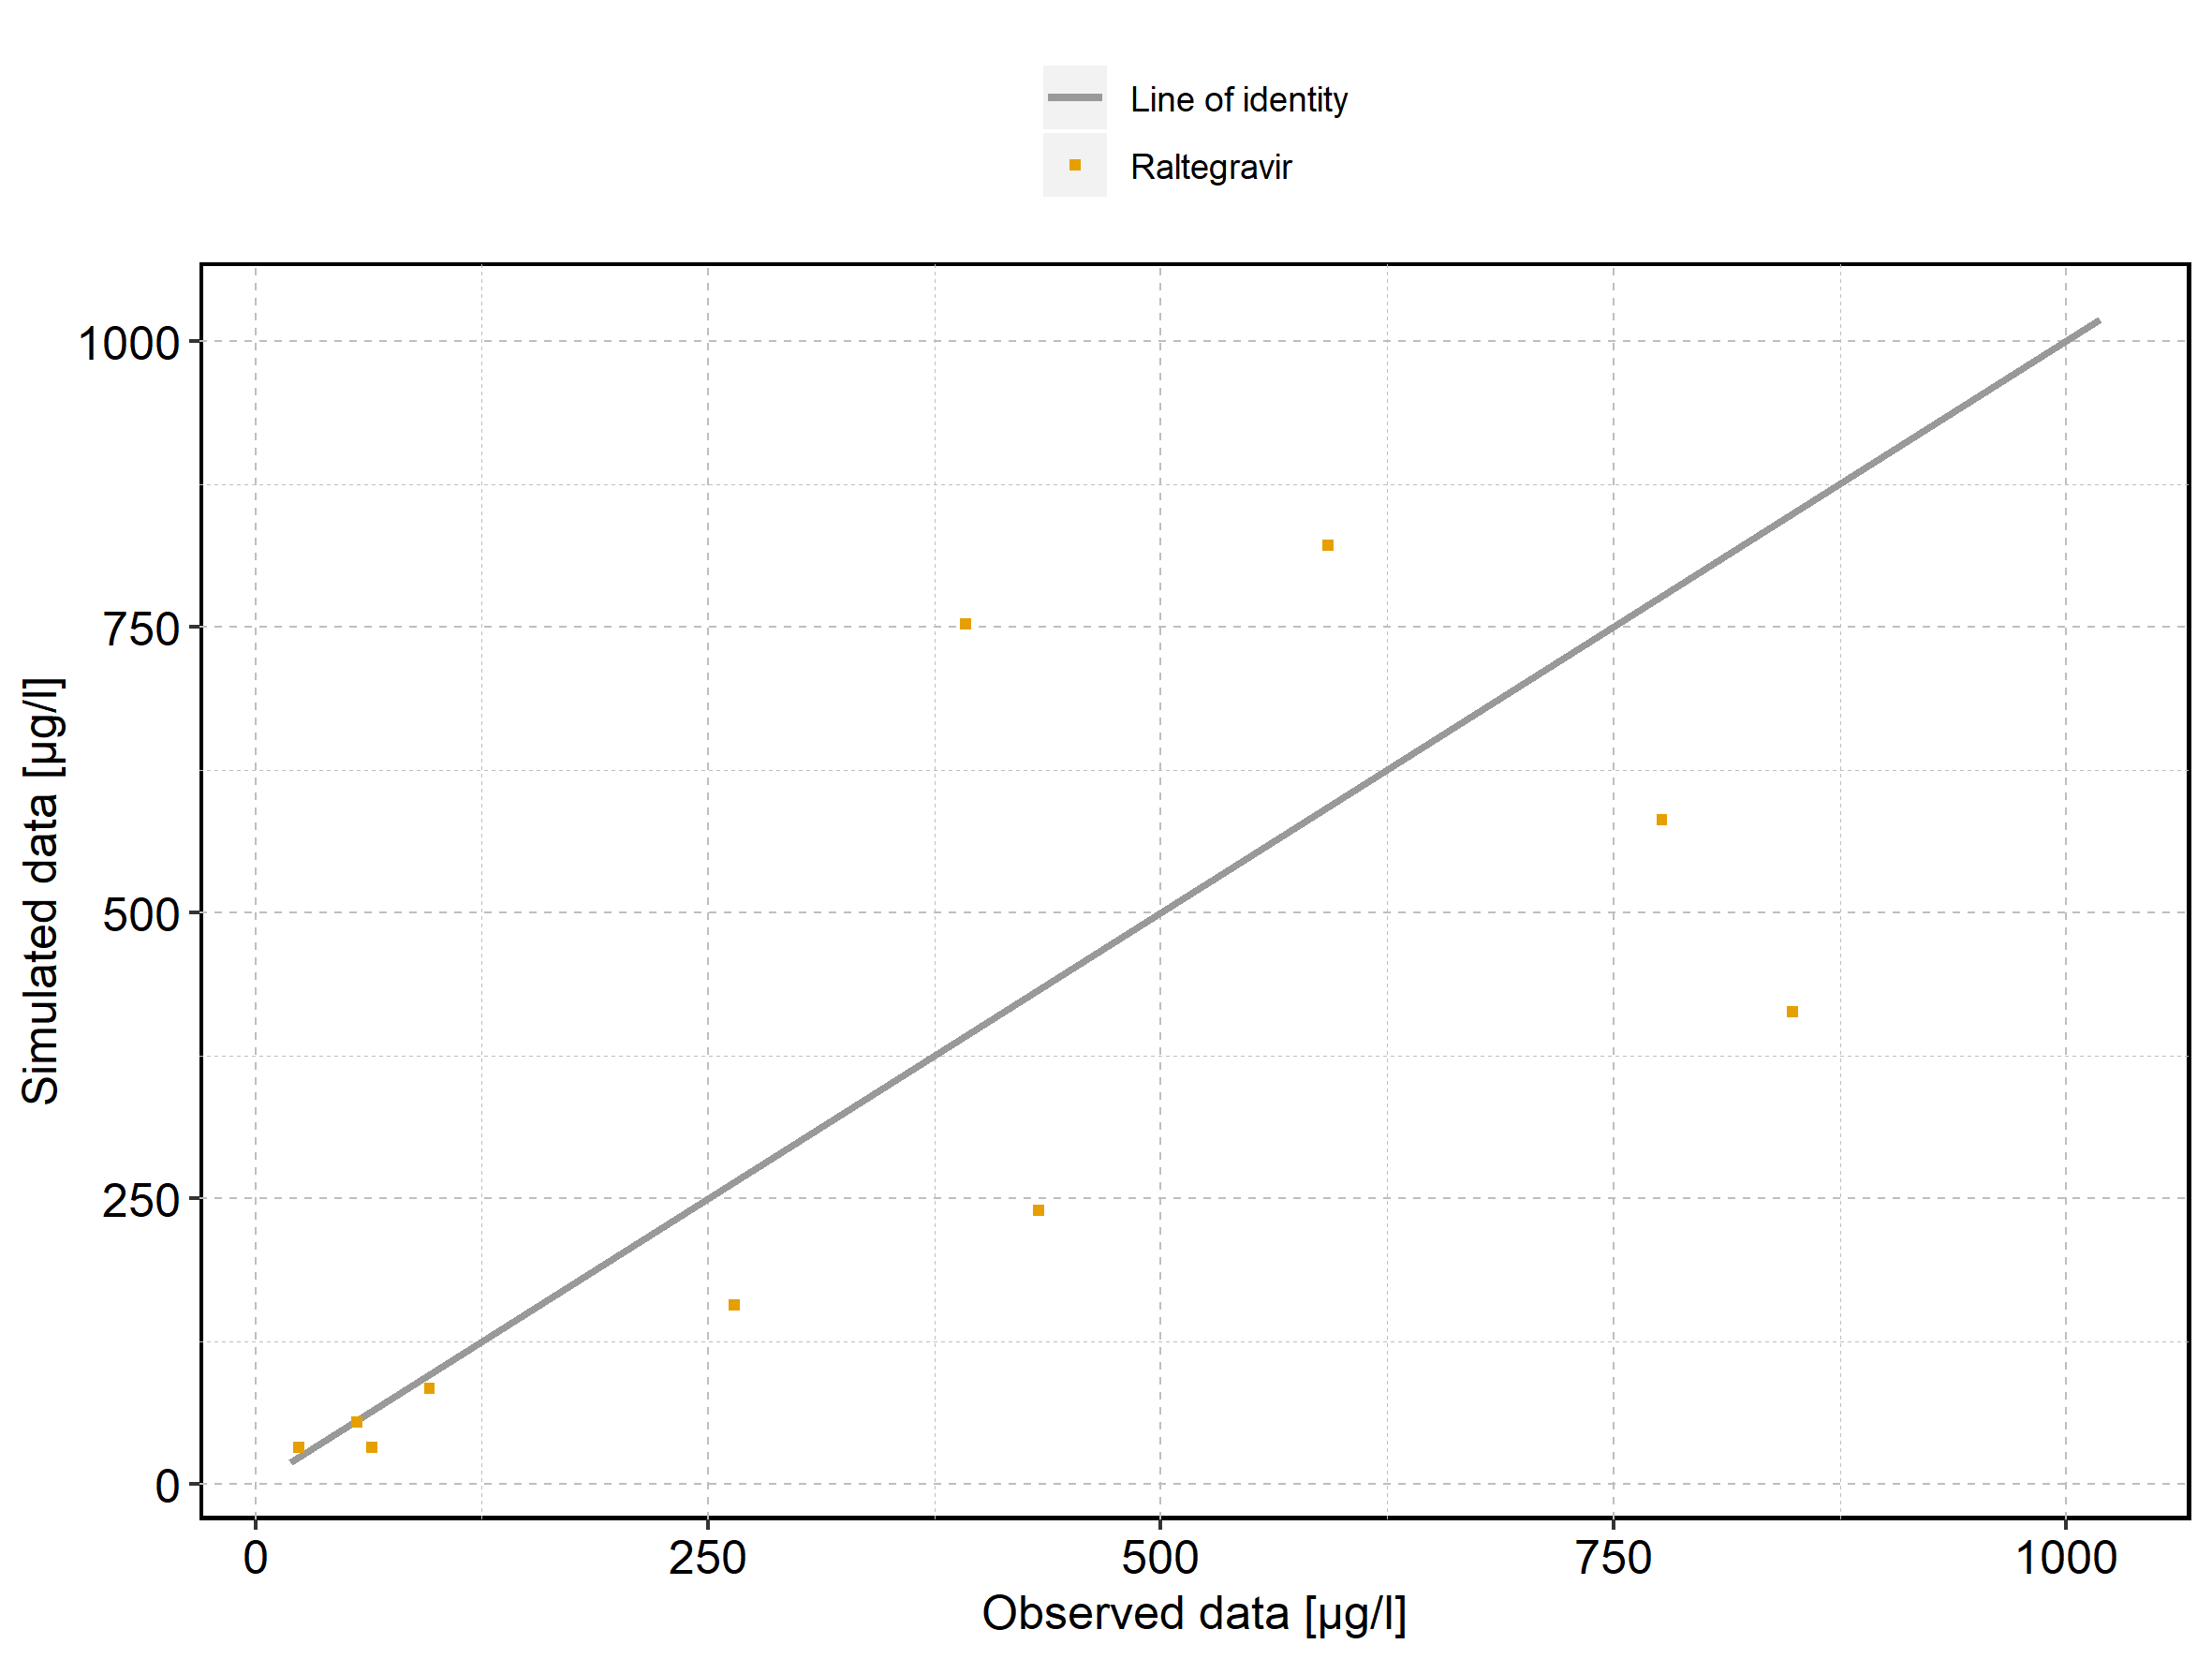 Line of identity
Raltegravir
1000
750
500
250
0
Simulated data [µg/l]
0 250 500 750 1000
Observed data [µg/l]